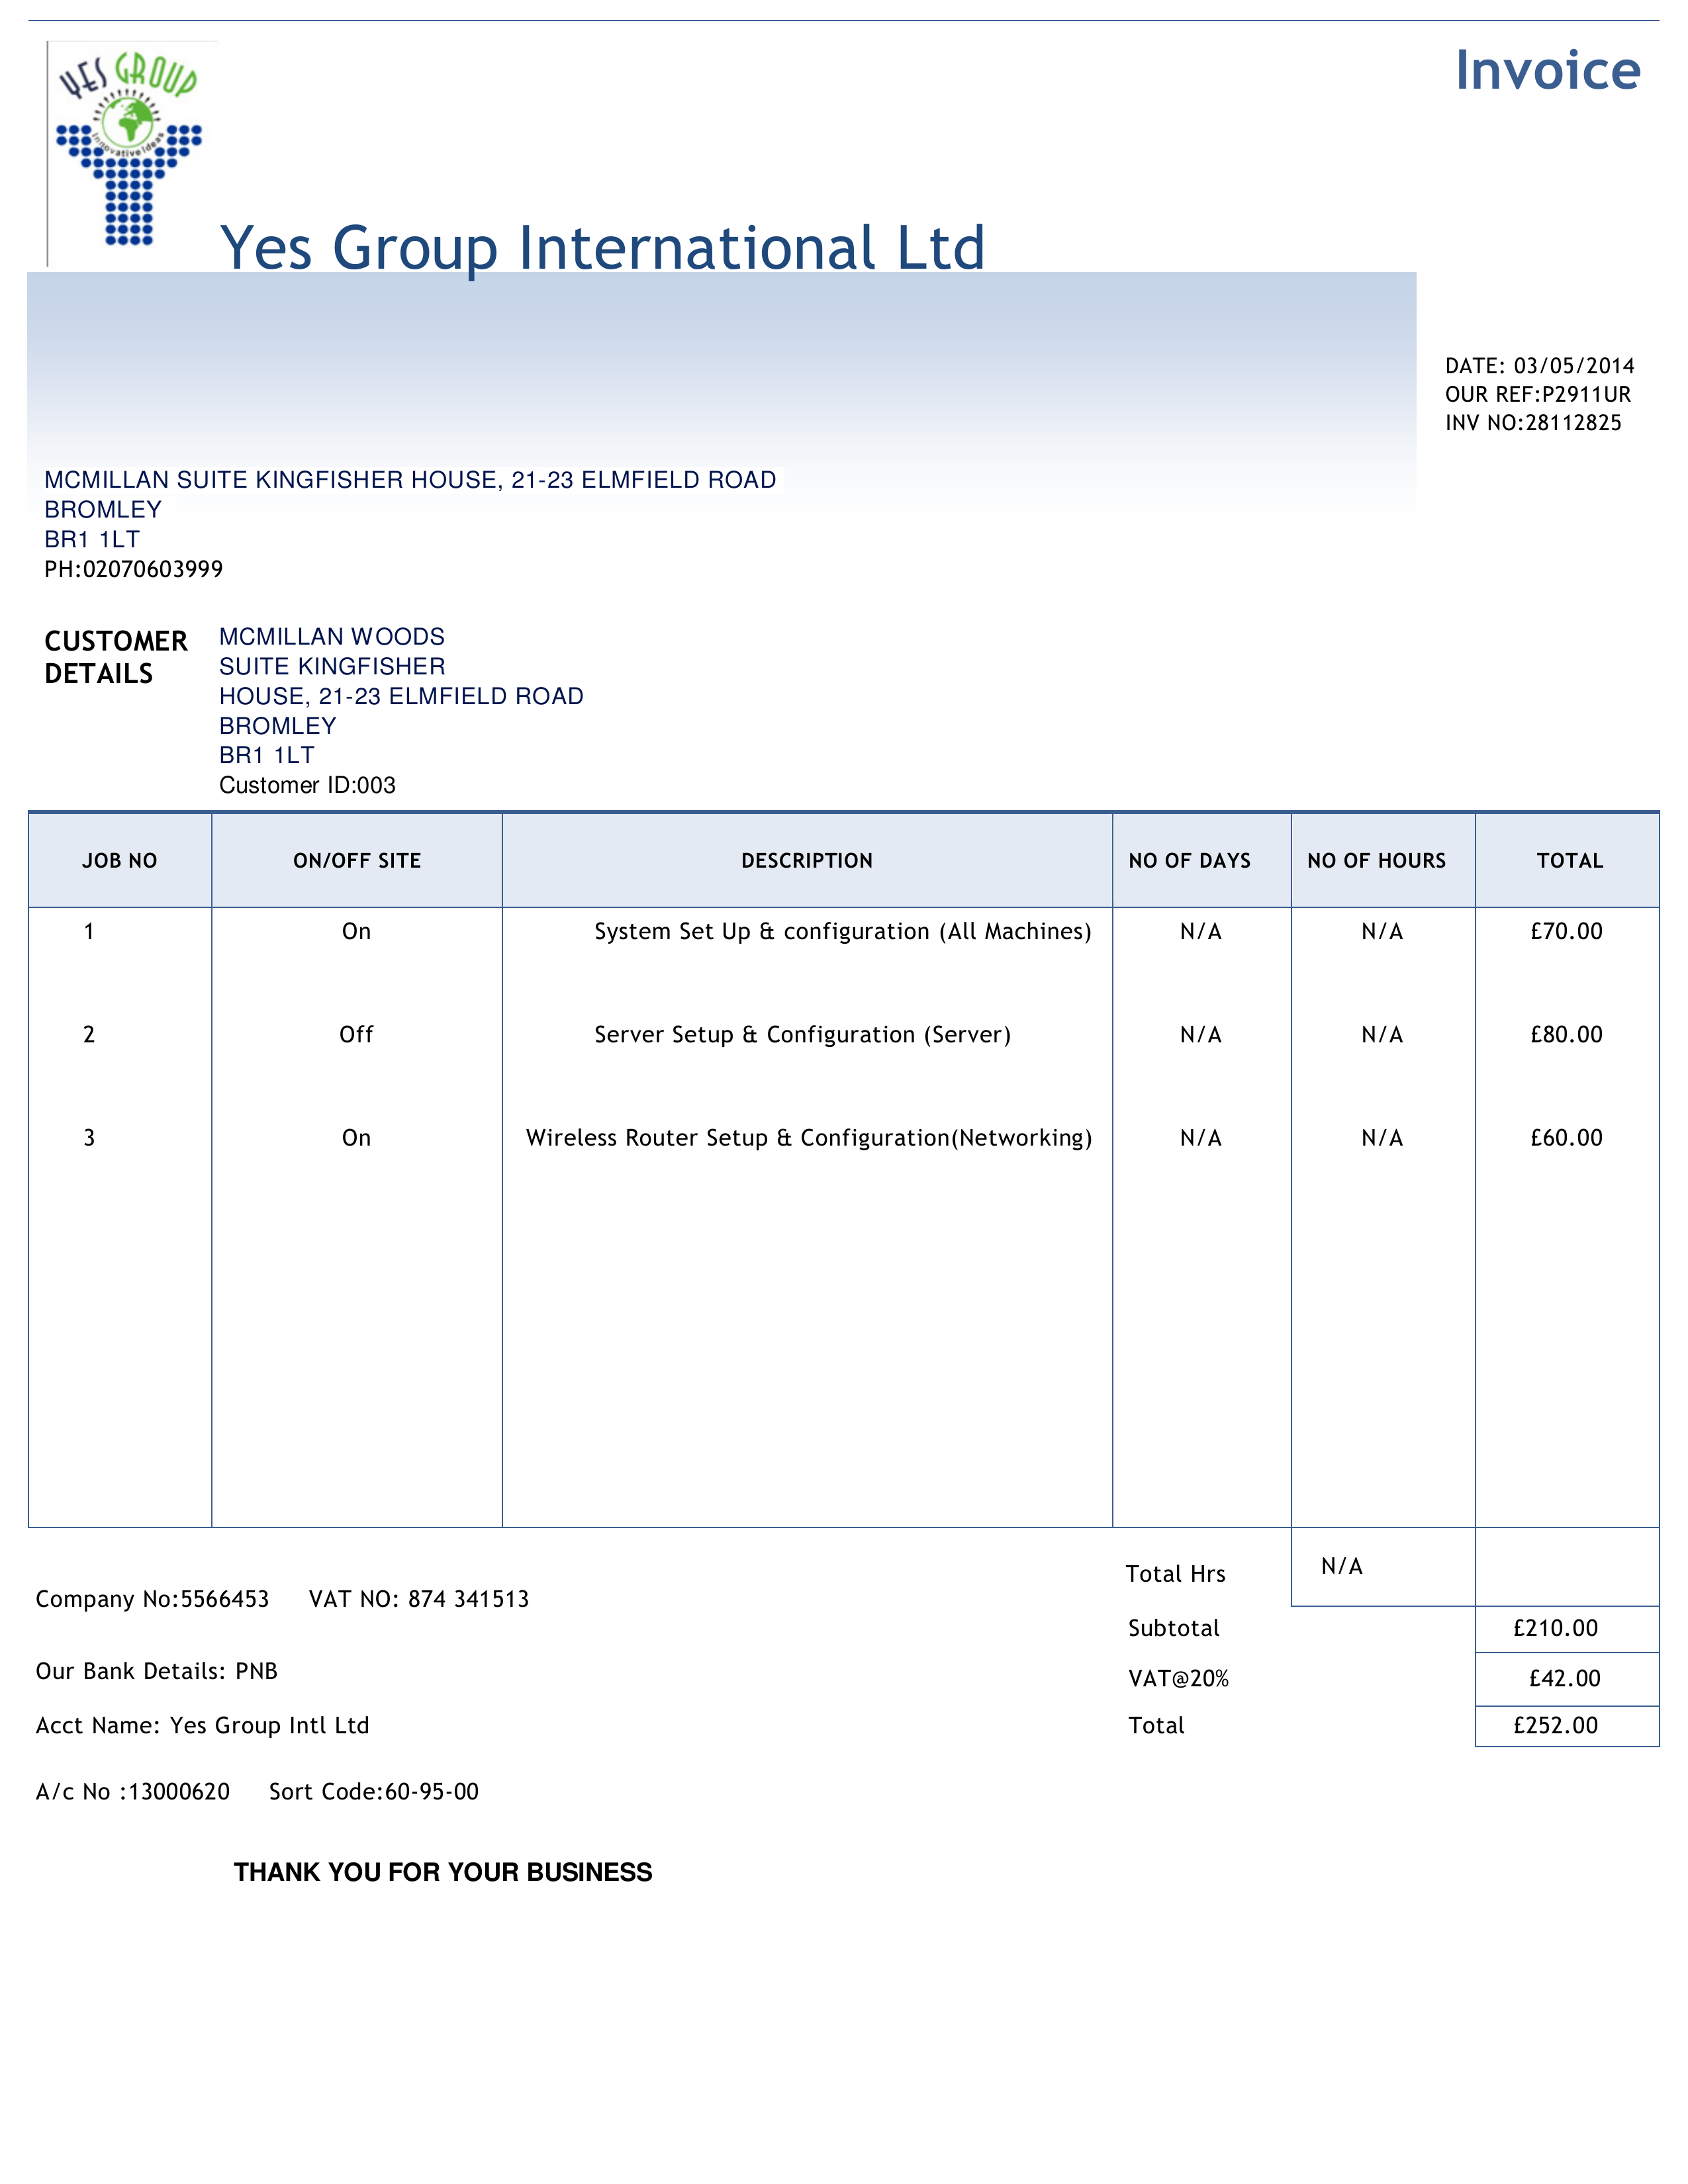 YES GROUP
Innovative Ideas
Invoice
Yes Group International Ltd
DATE: 03/05/2014
OUR REF:P2911UR
INV NO:28112825
MCMILLAN SUITE KINGFISHER HOUSE, 21-23 ELMFIELD ROAD
BROMLEY
BR1 1LT
PH:02070603999
CUSTOMER DETAILS
MCMILLAN WOODS
SUITE KINGFISHER
HOUSE, 21-23 ELMFIELD ROAD
BROMLEY
BR1 1LT
Customer ID:003
JOB NO ON/OFF SITE DESCRIPTION NO OF DAYS NO OF HOURS TOTAL
1 On System Set Up & configuration (All Machines) N/A N/A £70.00
2 Off Server Setup & Configuration (Server) N/A N/A £80.00
3 On Wireless Router Setup & Configuration(Networking) N/A N/A £60.00
Total Hrs N/A
Company No:5566453 VAT NO: 874 341513
Subtotal £210.00
Our Bank Details: PNB
VAT@20% £42.00
Acct Name: Yes Group Intl Ltd
Total £252.00
A/c No :13000620 Sort Code:60-95-00
THANK YOU FOR YOUR BUSINESS